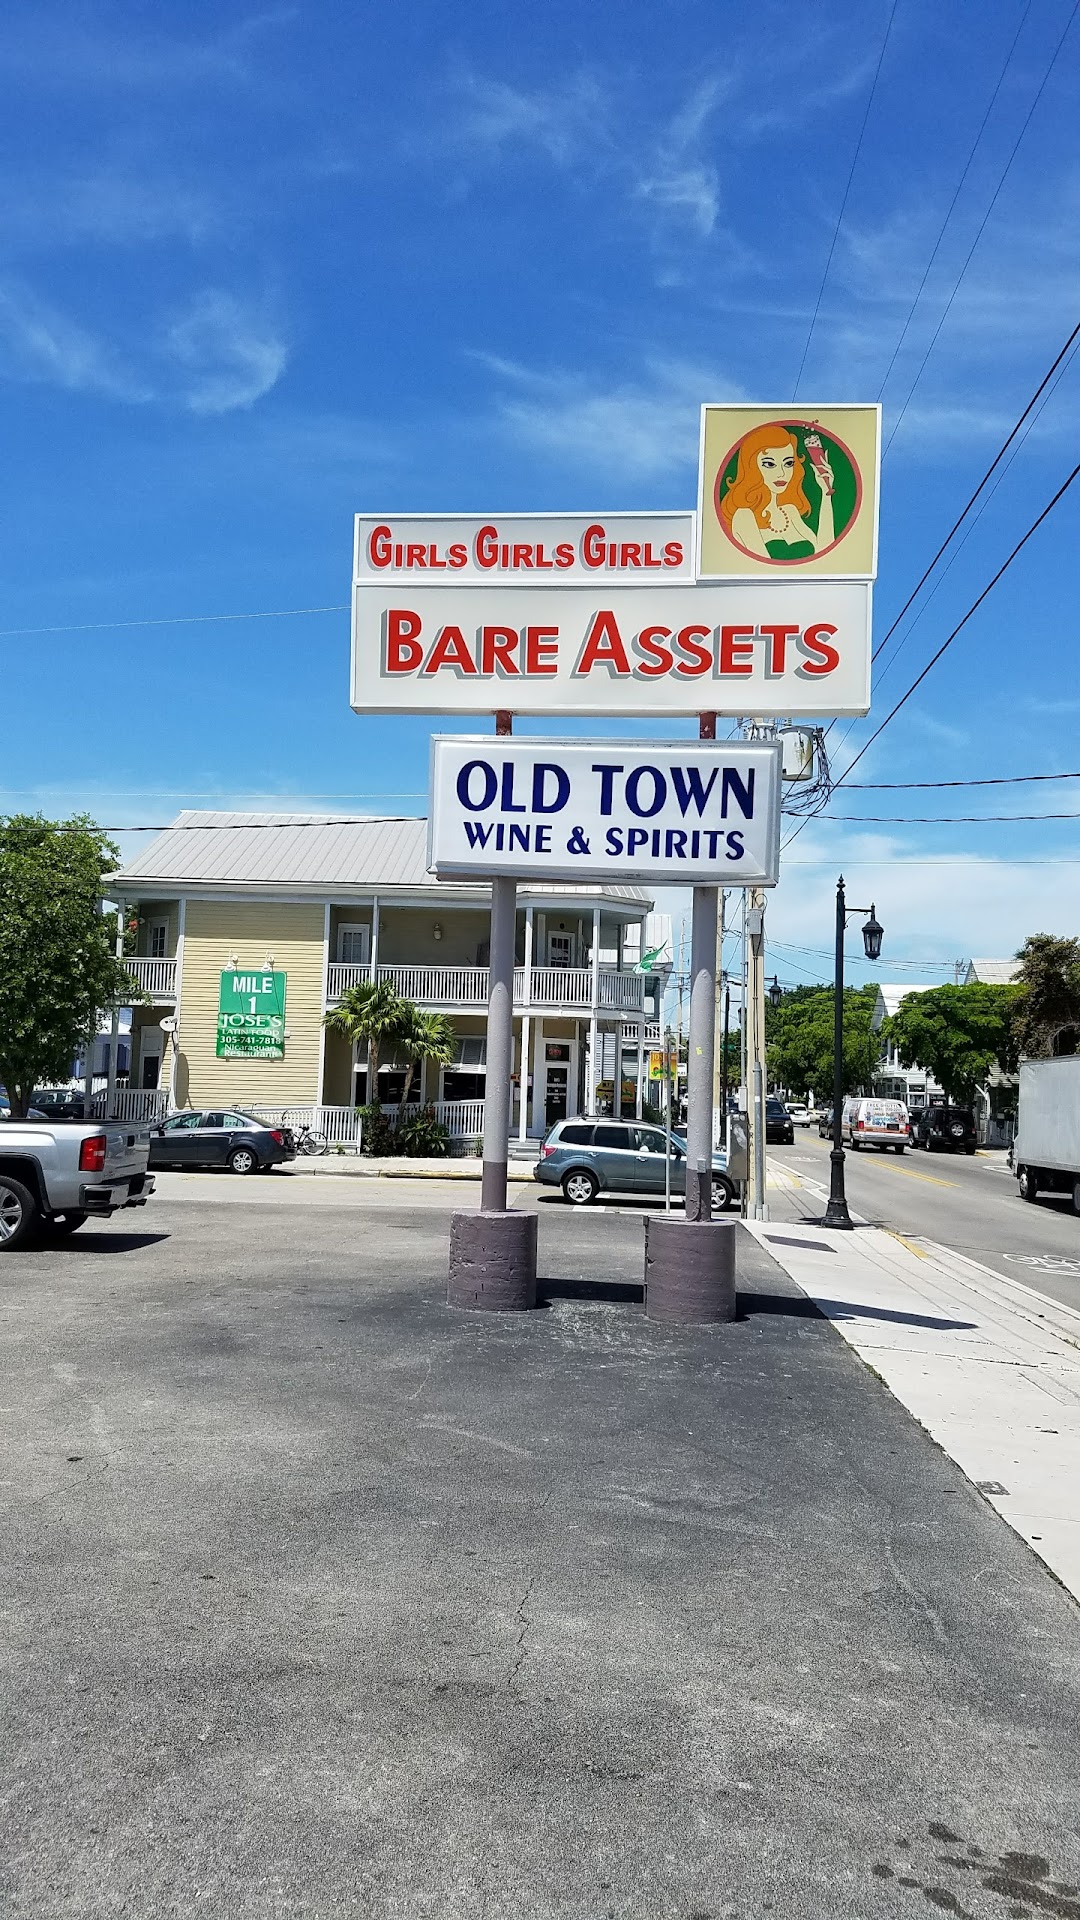 GIRLS GIRLS GIRLS
BARE ASSETS
OLD TOWN
WINE & SPIRITS
MILE
1
JOSE'S
LATIN FOOD
305-741-7818
Nicaraguan
Restaurant